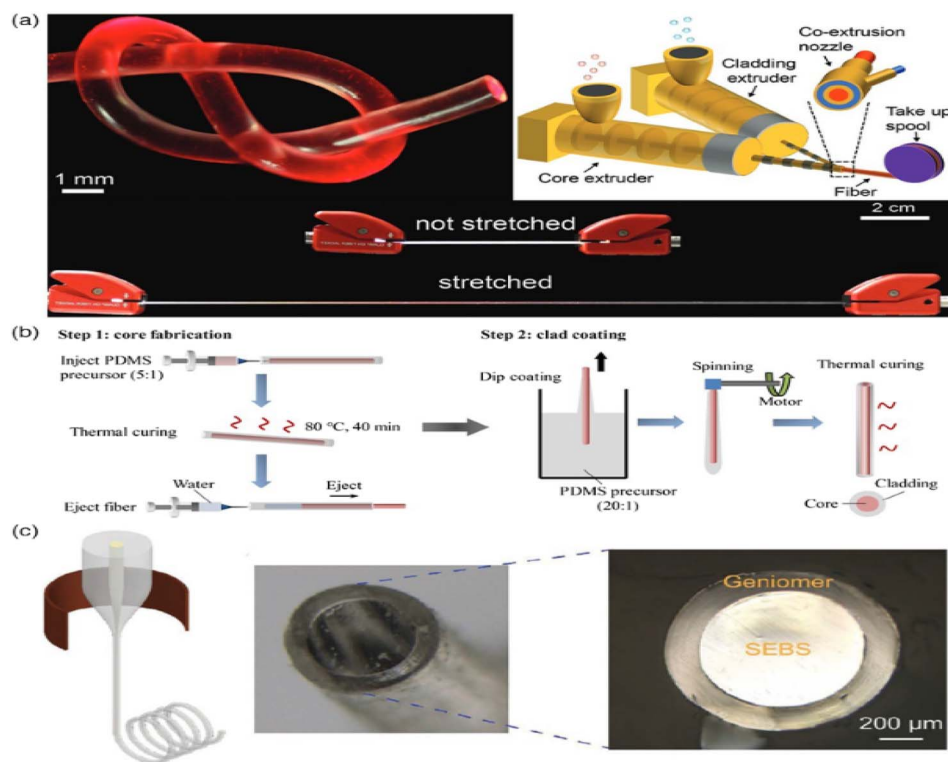 (a)
1 mm
Co-extrusion
nozzle
Cladding
extruder
Take up
spool
Core extruder
Fiber
2 cm
not stretched
stretched
(b)
Step 1: core fabrication
Step 2: clad coating
Inject PDMS
precursor (5:1)
Dip coating
Spinning
Motor
Thermal curing
Thermal curing
80 °C, 40 min
Water
Eject
Eject fiber
PDMS precursor
(20:1)
Cladding
Core
(c)
Geniomer
SEBS
200 μm